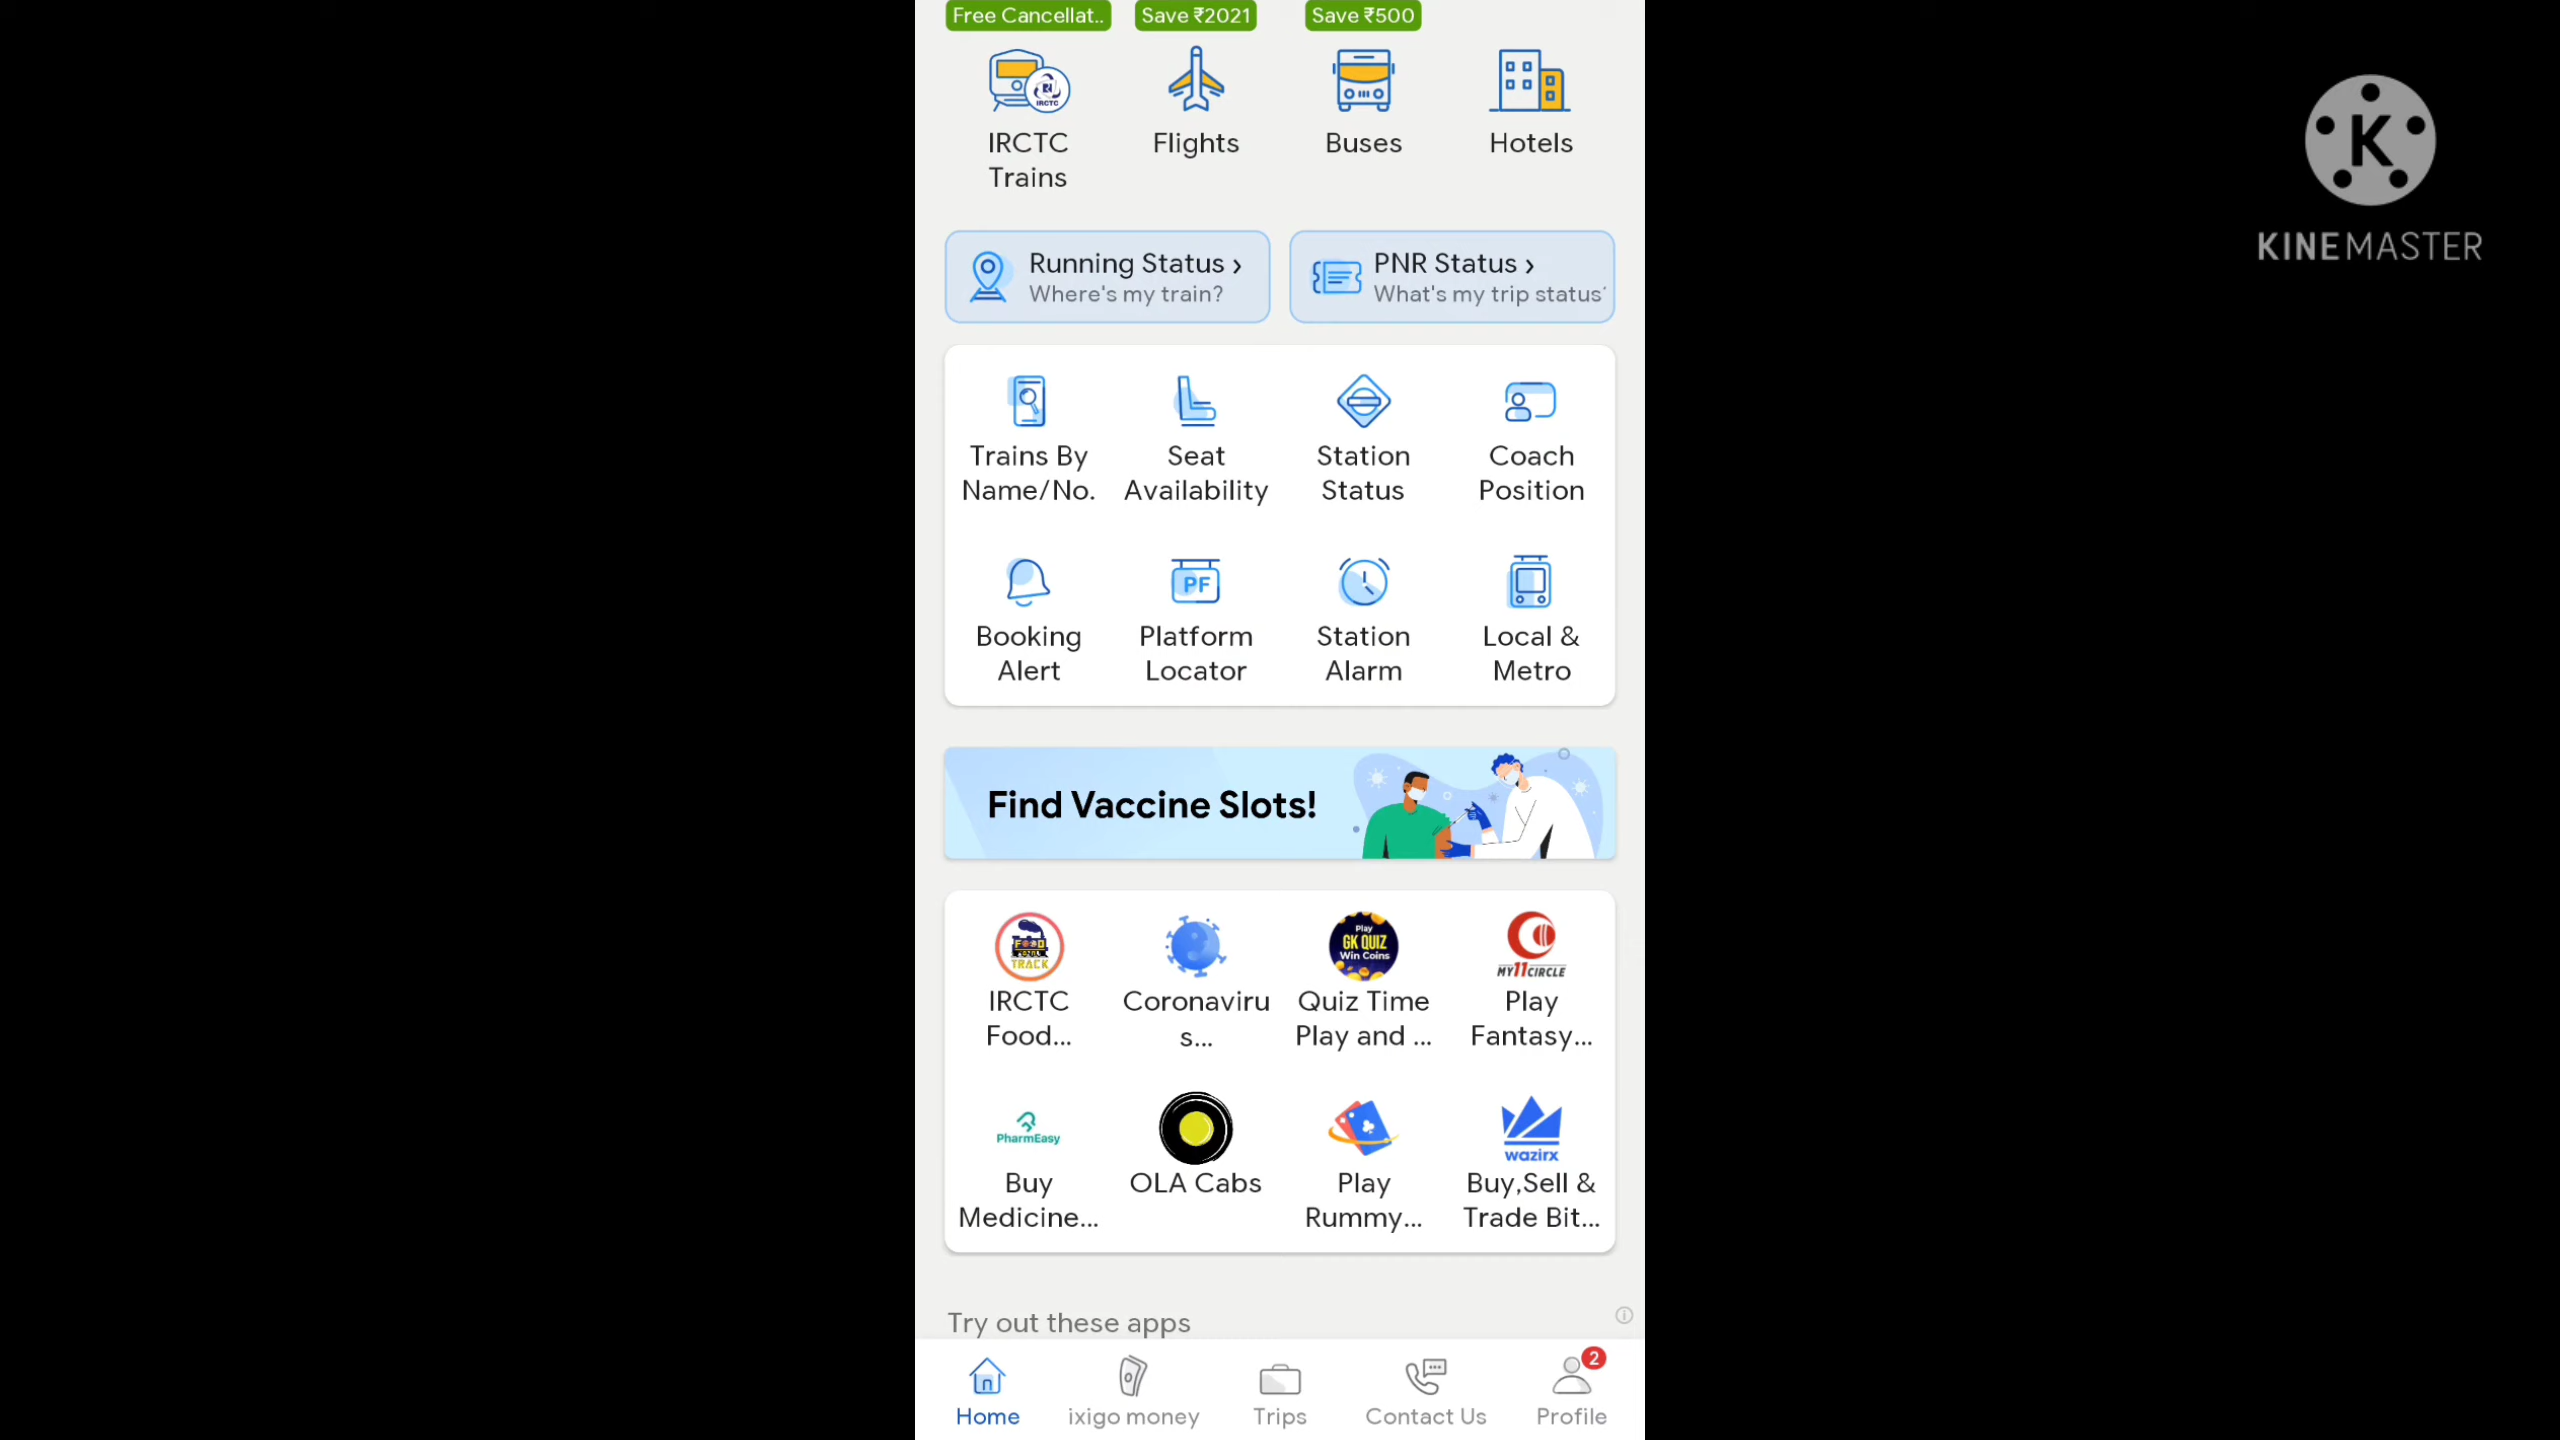 Free Cancellat..
Save ₹2021
Save ₹500
IRCTC
IRCTC
Trains
Flights
Buses
Hotels
K
KINEMASTER
Running Status ›
Where's my train?
PNR Status ›
What's my trip status
Trains By
Name/No.
Seat
Availability
Station
Status
Coach
Position
Booking
Alert
PF
Platform
Locator
Station
Alarm
Local &
Metro
Find Vaccine Slots!
FOOD
TRACK
IRCTC
Food...
Coronaviru
s...
Play
GK QUIZ
Win Coins
Quiz Time
Play and ...
MY11CIRCLE
Play
Fantasy...
PharmEasy
Buy
Medicine...
OLA Cabs
Play
Rummy...
wazirx
Buy,Sell &
Trade Bit...
Try out these apps
Home
ixigo money
Trips
Contact Us
2
Profile